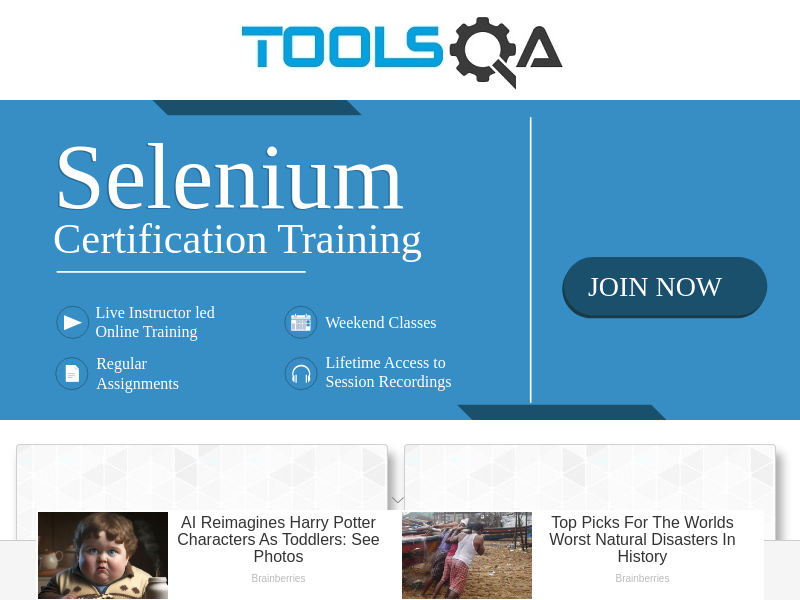 TOOLSQA
Selenium
Certification Training
JOIN NOW
Live Instructor led
Online Training
Weekend Classes
Regular
Assignments
Lifetime Access to
Session Recordings
AI Reimagines Harry Potter
Characters As Toddlers: See
Photos
Brainberries
Top Picks For The Worlds
Worst Natural Disasters In
History
Brainberries